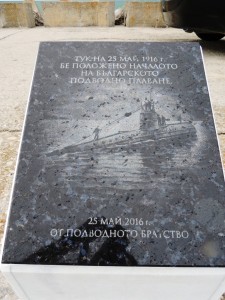 ТУК НА 25 МАЙ, 1916 г.
БЕ ПОЛОЖЕНО НАЧАЛОТО
НА БЪЛГАРСКОТО
ПОДВОДНО ПЛАВАНЕ
25 МАЙ 2016 г.
ОТ ПОДВОДНОТО БРАТСТВО